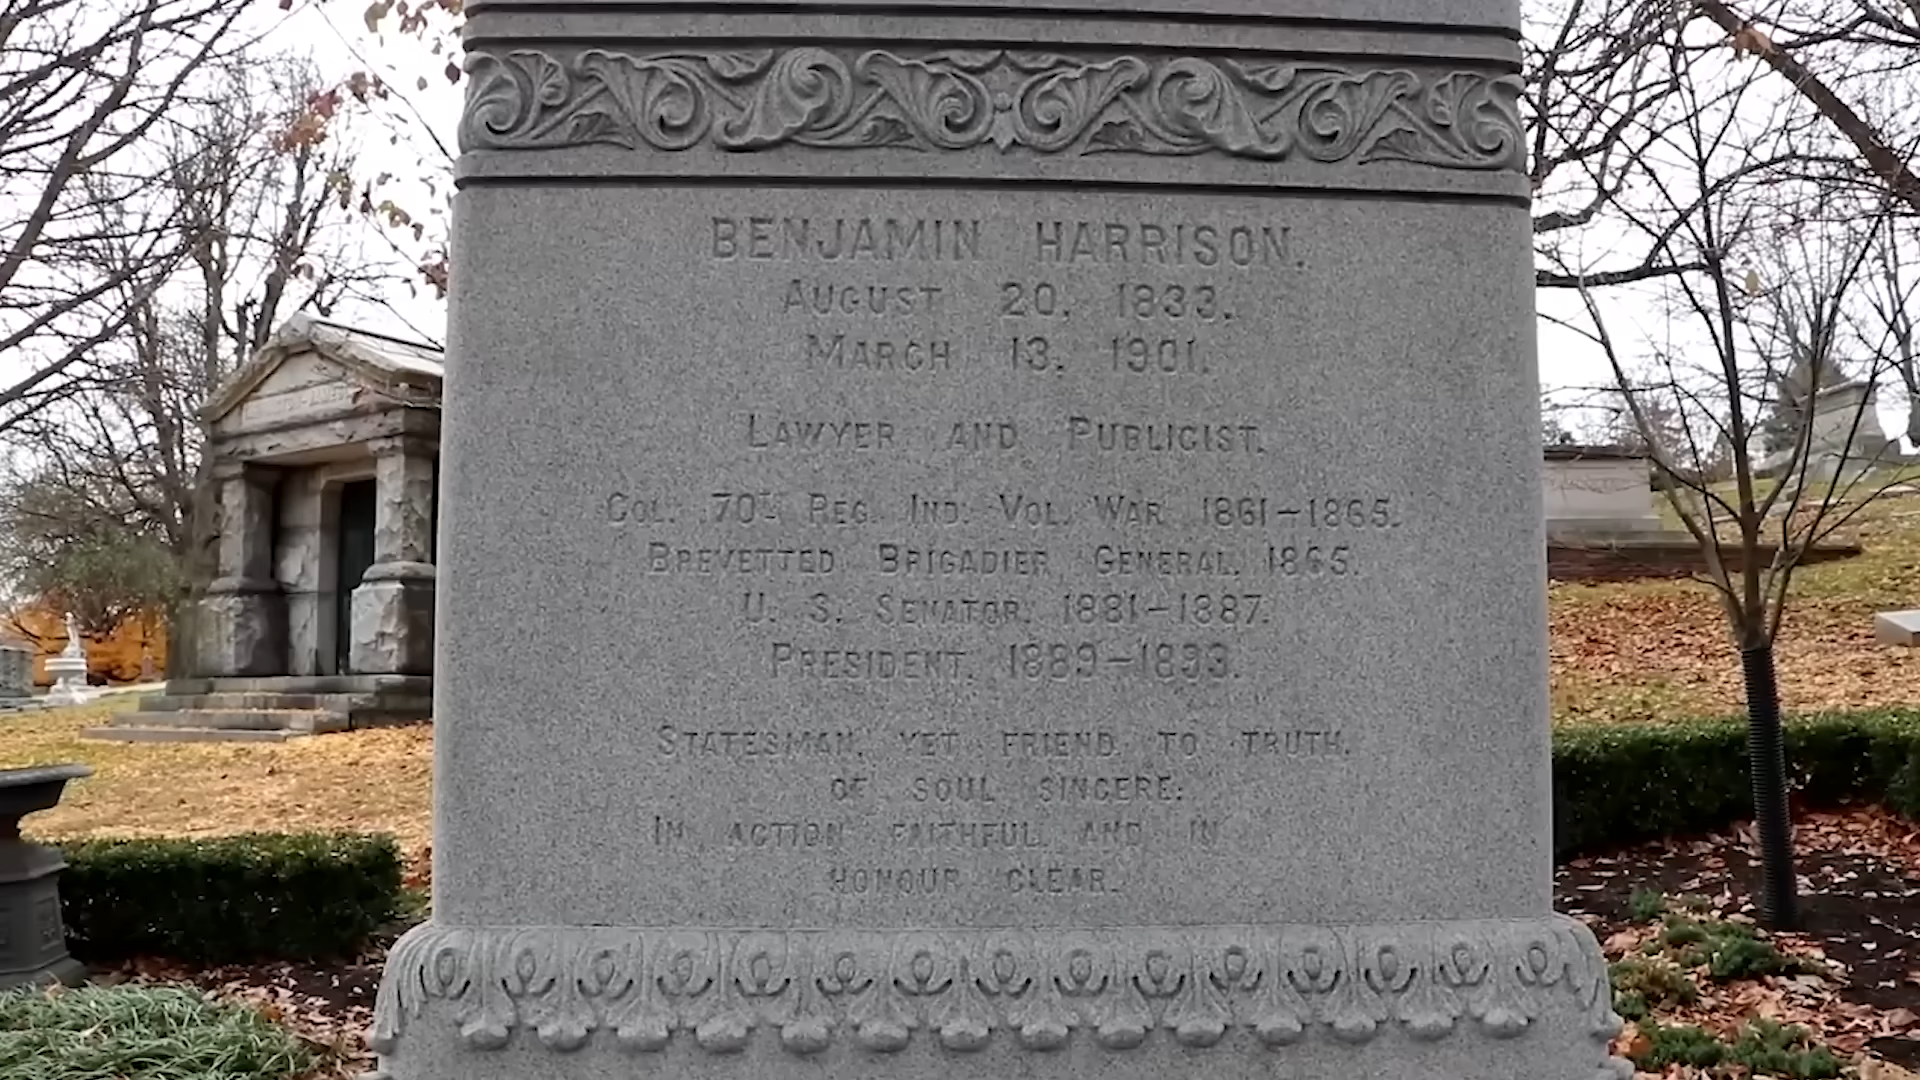 BENJAMIN HARRISON.
AUGUST 20, 1833.
MARCH 13, 1901.
LAWYER AND PUBLICIST.
COL. 70TH REG. IND. VOL. WAR 1861–1865.
BREVETTED BRIGADIER GENERAL, 1865.
U. S. SENATOR, 1881–1887.
PRESIDENT, 1889–1893.
STATESMAN, YET FRIEND TO TRUTH,
OF SOUL SINCERE;
IN ACTION FAITHFUL AND IN
HONOUR CLEAR.